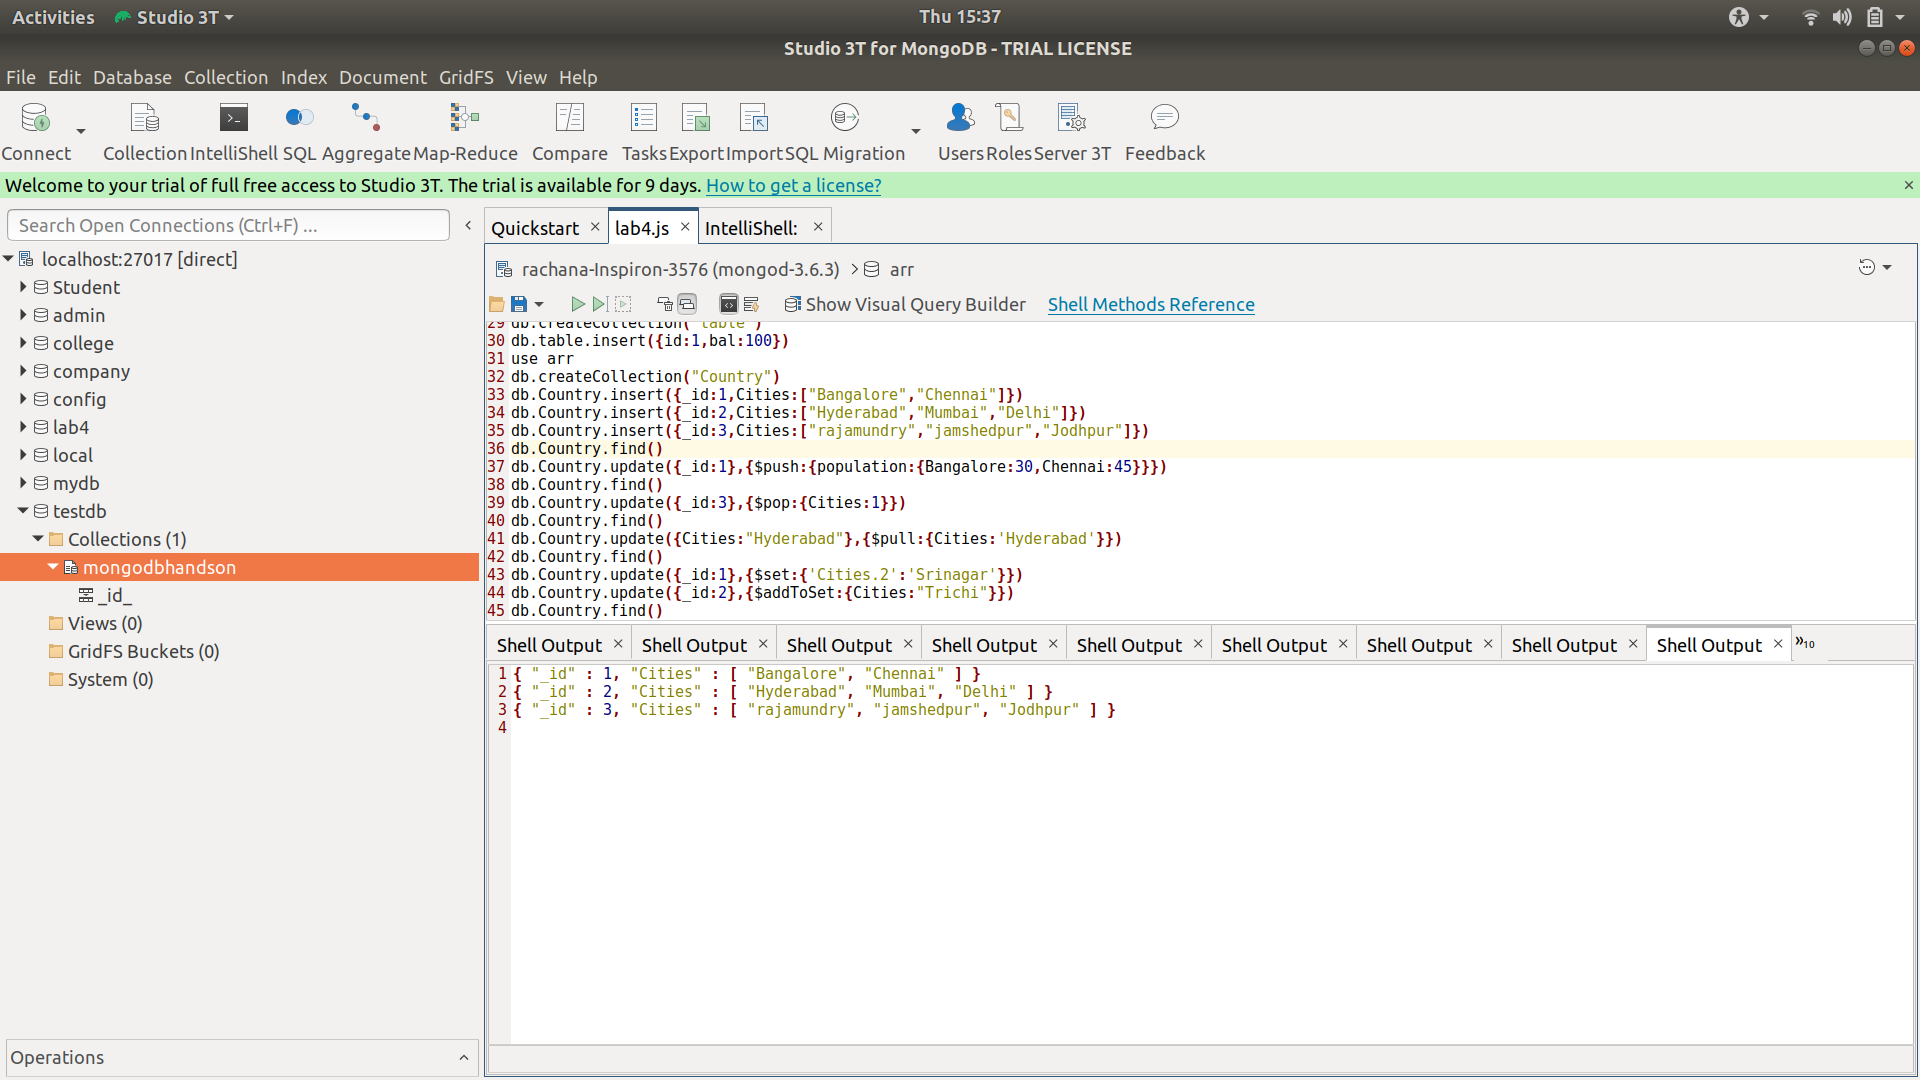 Activities Studio 3T Thu 15:37
Studio 3T for MongoDB - TRIAL LICENSE
File Edit Database Collection Index Document GridFS View Help
Connect Collection IntelliShell SQL Aggregate Map-Reduce Compare Tasks Export Import SQL Migration Users Roles Server 3T Feedback
Welcome to your trial of full free access to Studio 3T. The trial is available for 9 days. How to get a license?
Search Open Connections (Ctrl+F) ...
localhost:27017 [direct]
Student
admin
college
company
config
lab4
local
mydb
testdb
Collections (1)
mongodbhandson
_id_
Views (0)
GridFS Buckets (0)
System (0)
Operations
Quickstart lab4.js IntelliShell:
rachana-Inspiron-3576 (mongod-3.6.3) > arr
Show Visual Query Builder Shell Methods Reference
29 db.createCollection("table")
30 db.table.insert({id:1,bal:100})
31 use arr
32 db.createCollection("Country")
33 db.Country.insert({_id:1,Cities:["Bangalore","Chennai"]})
34 db.Country.insert({_id:2,Cities:["Hyderabad","Mumbai","Delhi"]})
35 db.Country.insert({_id:3,Cities:["rajamundry","jamshedpur","Jodhpur"]})
36 db.Country.find()
37 db.Country.update({_id:1},{$push:{population:{Bangalore:30,Chennai:45}}})
38 db.Country.find()
39 db.Country.update({_id:3},{$pop:{Cities:1}})
40 db.Country.find()
41 db.Country.update({Cities:"Hyderabad"},{$pull:{Cities:'Hyderabad'}})
42 db.Country.find()
43 db.Country.update({_id:1},{$set:{'Cities.2':'Srinagar'}})
44 db.Country.update({_id:2},{$addToSet:{Cities:"Trichi"}})
45 db.Country.find()
Shell Output Shell Output Shell Output Shell Output Shell Output Shell Output Shell Output Shell Output Shell Output »10
1 { "_id" : 1, "Cities" : [ "Bangalore", "Chennai" ] }
2 { "_id" : 2, "Cities" : [ "Hyderabad", "Mumbai", "Delhi" ] }
3 { "_id" : 3, "Cities" : [ "rajamundry", "jamshedpur", "Jodhpur" ] }
4